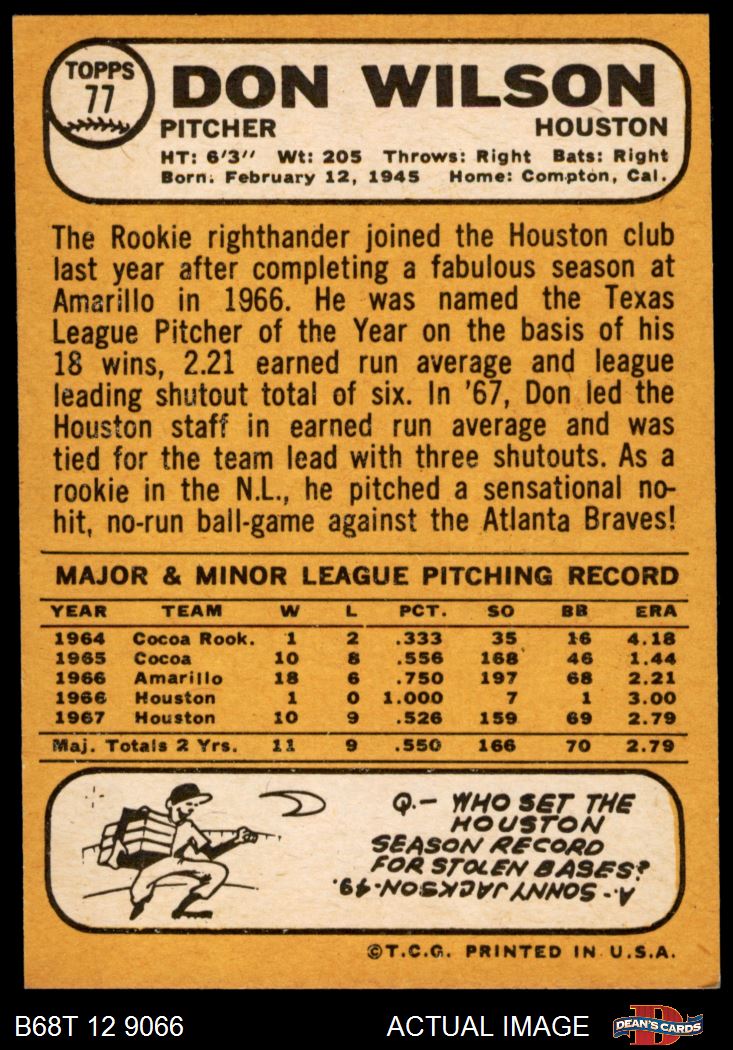 TOPPS
77
DON WILSON
PITCHER HOUSTON
HT: 6'3" Wt: 205 Throws: Right Bats: Right
Born: February 12, 1945 Home: Compton, Cal.
The Rookie righthander joined the Houston club
last year after completing a fabulous season at
Amarillo in 1966. He was named the Texas
League Pitcher of the Year on the basis of his
18 wins, 2.21 earned run average and league
leading shutout total of six. In '67, Don led the
Houston staff in earned run average and was
tied for the team lead with three shutouts. As a
rookie in the N.L., he pitched a sensational no-
hit, no-run ball-game against the Atlanta Braves!
MAJOR & MINOR LEAGUE PITCHING RECORD
YEAR TEAM W L PCT. SO BB ERA
1964 Cocoa Rook. 1 2 .333 35 16 4.18
1965 Cocoa 10 8 .556 168 46 1.44
1966 Amarillo 18 6 .750 197 68 2.21
1966 Houston 1 0 1.000 7 1 3.00
1967 Houston 10 9 .526 159 69 2.79
Maj. Totals 2 Yrs. 11 9 .550 166 70 2.79
Q.- WHO SET THE
HOUSTON
SEASON RECORD
FOR STOLEN BASES?
A.- SONNY JACKSON-49.
©T.C.G. PRINTED IN U.S.A.
B68T 12 9066 ACTUAL IMAGE DEAN'S CARDS